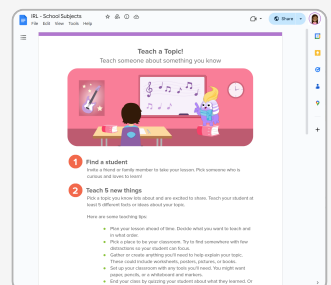 IRL - School Subjects
File Edit View Tools Help
Share
Teach a Topic!
Teach someone about something you know
1 Find a student
Invite a friend or family member to take your lesson. Pick someone who is
curious and loves to learn!
2 Teach 5 new things
Pick a topic you know lots about and are excited to share. Teach your student at
least 5 different facts or ideas about your topic.
Here are some teaching tips:
Plan your lesson ahead of time. Decide what you want to teach and
in what order.
Pick a place to be your classroom. Try to find somewhere with few
distractions so your student can focus.
Gather or create anything you'll need to help explain your topic.
These could include worksheets, posters, pictures, or books.
Set up your classroom with any tools you'll need. You might want
paper, pencils, or a whiteboard and markers.
End your class by quizzing your student about what they learned. Or